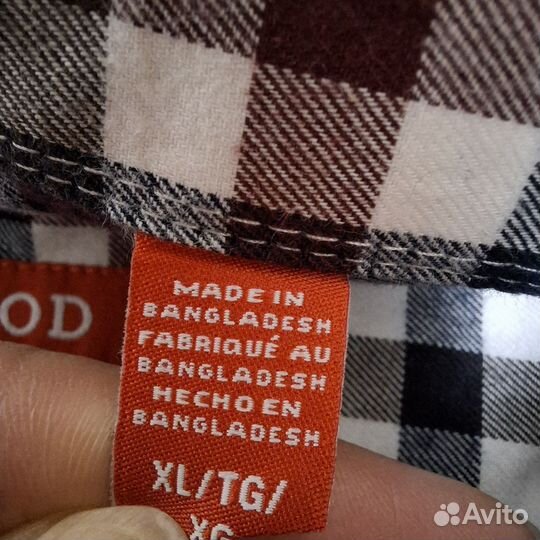 OD
MADE IN
BANGLADESH
FABRIQUÉ AU
BANGLADESH
HECHO EN
BANGLADESH
XL/TG/
XG
Avito